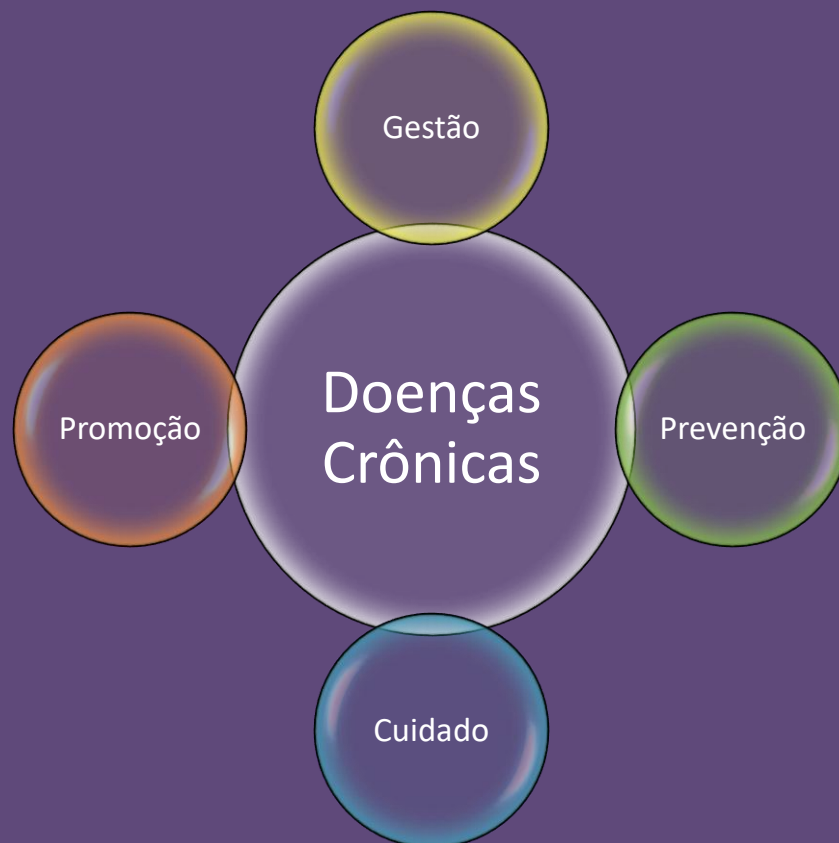 Gestão
Promoção
Doenças
Crônicas
Prevenção
Cuidado